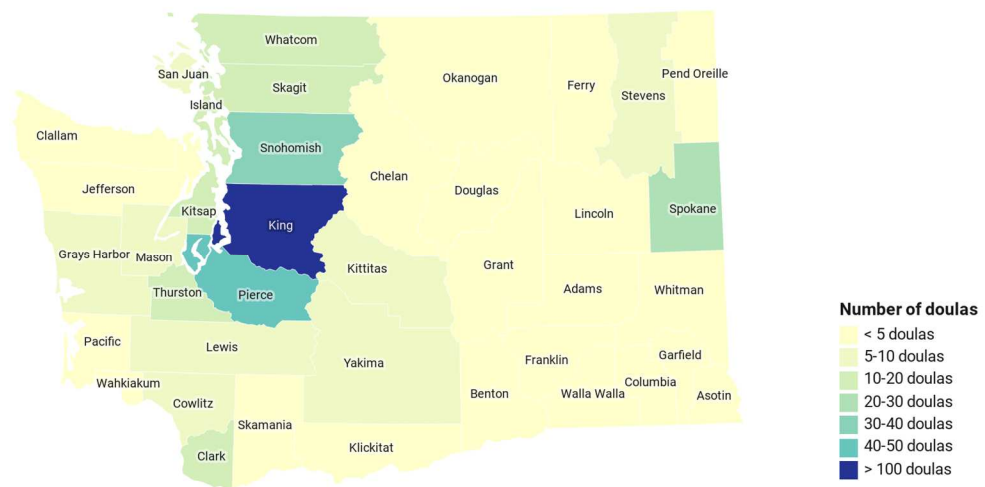 Whatcom
San Juan
Skagit
Island
Okanogan
Ferry
Stevens
Pend Oreille
Clallam
Snohomish
Chelan
Jefferson
Douglas
Kitsap
King
Lincoln
Spokane
Grays Harbor
Mason
Kittitas
Grant
Thurston
Pierce
Adams
Whitman
Pacific
Lewis
Yakima
Franklin
Garfield
Wahkiakum
Cowlitz
Benton
Walla Walla
Columbia
Asotin
Skamania
Clark
Klickitat
Number of doulas
< 5 doulas
5-10 doulas
10-20 doulas
20-30 doulas
30-40 doulas
40-50 doulas
> 100 doulas